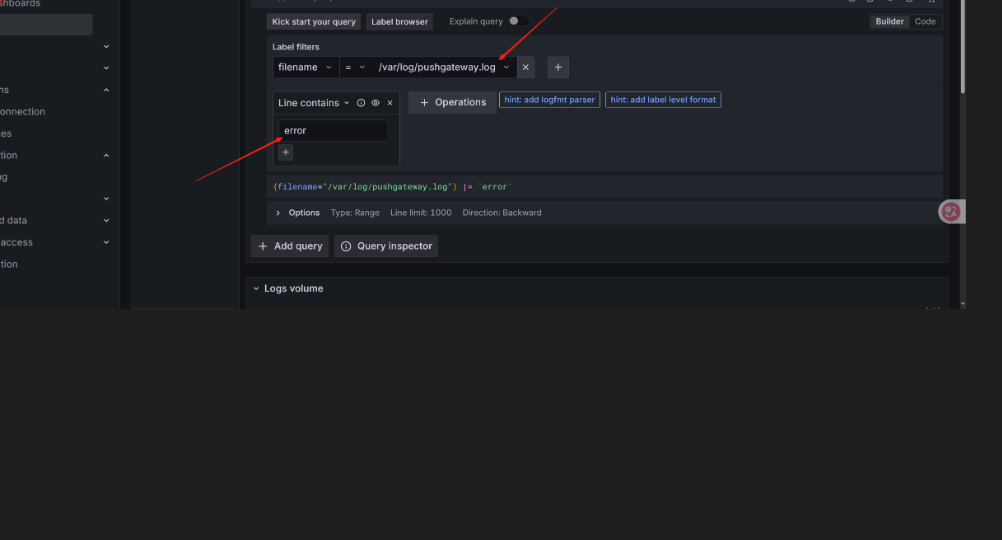 shboards
Kick start your query Label browser Explain query Builder Code
Label filters
filename = /var/log/pushgateway.log
ns
onnection
Line contains
+ Operations
hint: add logfmt parser
hint: add label level format
ces
error
tion
g
{filename="/var/log/pushgateway.log"} |= `error`
Options Type: Range Line limit: 1000 Direction: Backward
d data
access
+ Add query Query inspector
tion
Logs volume